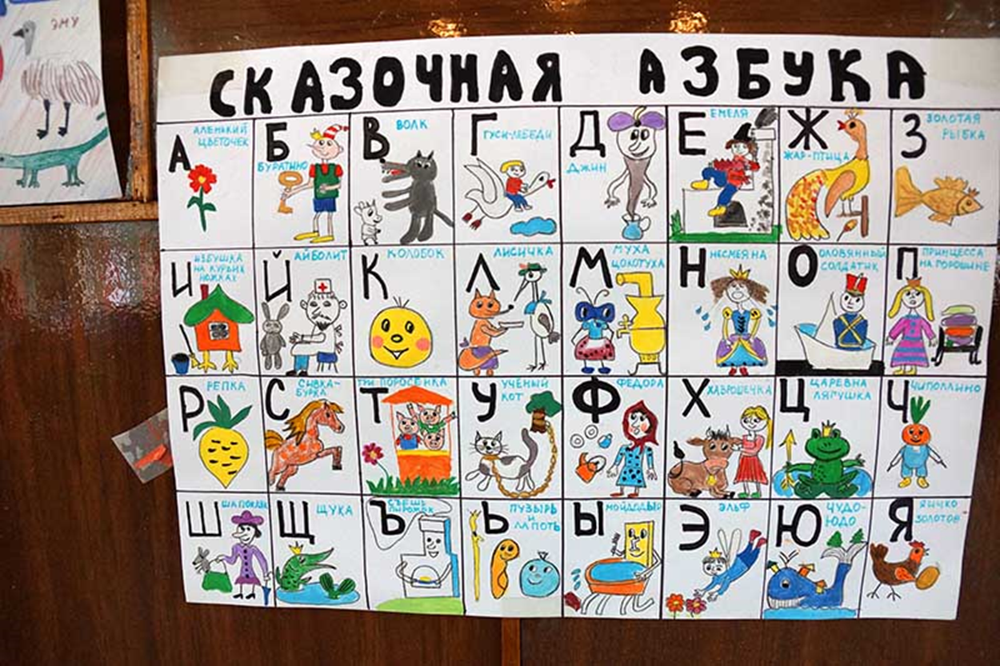 ЭМУ
СКАЗОЧНАЯ АЗБУКА
А
АЛЕНЬКИЙ
ЦВЕТОЧЕК
Б
БУРАТИНО
В
ВОЛК
Г
ГУСИ-ЛЕБЕДИ
Д
ДЖИН
Е
ЕМЕЛЯ
Ж
ЖАР-ПТИЦА
З
ЗОЛОТАЯ
РЫБКА
И
ИЗБУШКА
НА КУРЬИХ
НОЖКАХ
Й
АЙБОЛИТ
К
КОЛОБОК
Л
ЛИСИЧКА
М
МУХА
ЦОКОТУХА
Н
НЕСМЕЯНА
О
ОЛОВЯННЫЙ
СОЛДАТИК
П
ПРИНЦЕССА
НА ГОРОШИНЕ
Р
РЕПКА
С
СИВКА-
БУРКА
Т
ТРИ ПОРОСЁНКА
У
УЧЁНЫЙ
КОТ
Ф
ФЕДОРА
Х
ХАВРОШЕЧКА
Ц
ЦАРЕВНА
ЛЯГУШКА
Ч
ЧИПОЛЛИНО
Ш
ШАПОКЛЯК
Щ
ЩУКА
Ъ
СЪЕШЬ
ПИРОЖОК
Ь
ПУЗЫРЬ
И
ЛАПОТЬ
Ы
МОЙДОДЫР
Э
ЭЛЬФ
Ю
ЧУДО-
ЮДО
Я
ЯИЧКО
ЗОЛОТОЕ